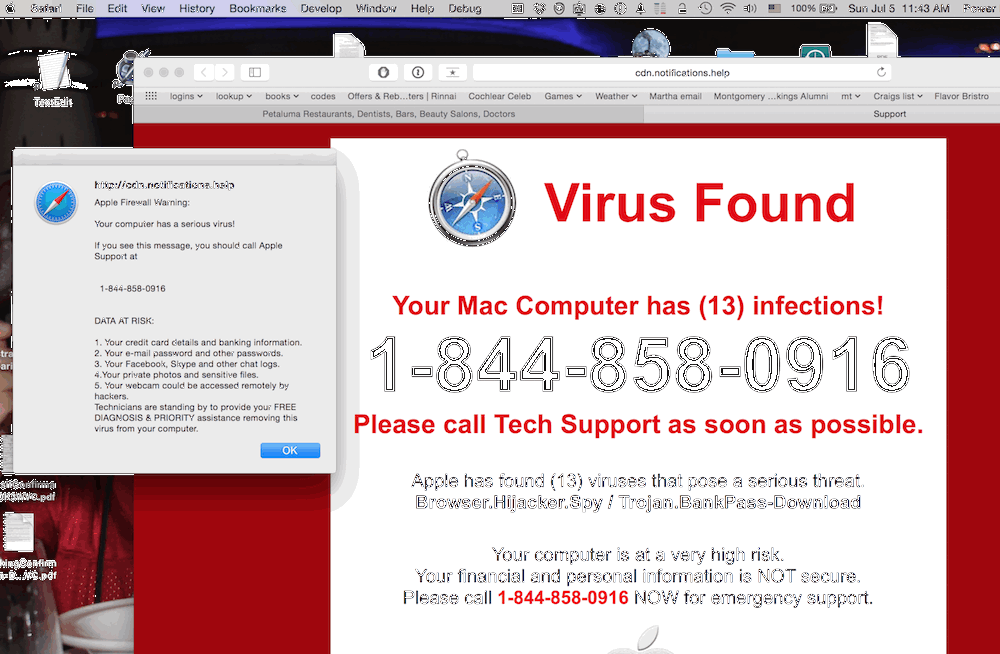 Safari File Edit View History Bookmarks Develop Window Help Debug 100% Sun Jul 5 11:43 AM Power
TextEdit
cdn.notifications.help
logins lookup books codes Offers & Reb...ters | Rinnai Cochlear Celeb Games Weather Martha email Montgomery ...kings Alumni mt Craigs list Flavor Bristro
Petaluma Restaurants, Dentists, Bars, Beauty Salons, Doctors Support
http://cdn.notifications.help
Apple Firewall Warning:
Your computer has a serious virus!
If you see this message, you should call Apple
Support at
1-844-858-0916
DATA AT RISK:
1. Your credit card details and banking information.
2. Your e-mail password and other passwords.
3. Your Facebook, Skype and other chat logs.
4.Your private photos and sensitive files.
5. Your webcam could be accessed remotely by
hackers.
Technicians are standing by to provide your FREE
DIAGNOSIS & PRIORITY assistance removing this
virus from your computer.
OK
Virus Found
Your Mac Computer has (13) infections!
1-844-858-0916
Please call Tech Support as soon as possible.
Apple has found (13) viruses that pose a serious threat.
Browser.Hijacker.Spy / Trojan.BankPass-Download
Your computer is at a very high risk.
Your financial and personal information is NOT secure.
Please call 1-844-858-0916 NOW for emergency support.